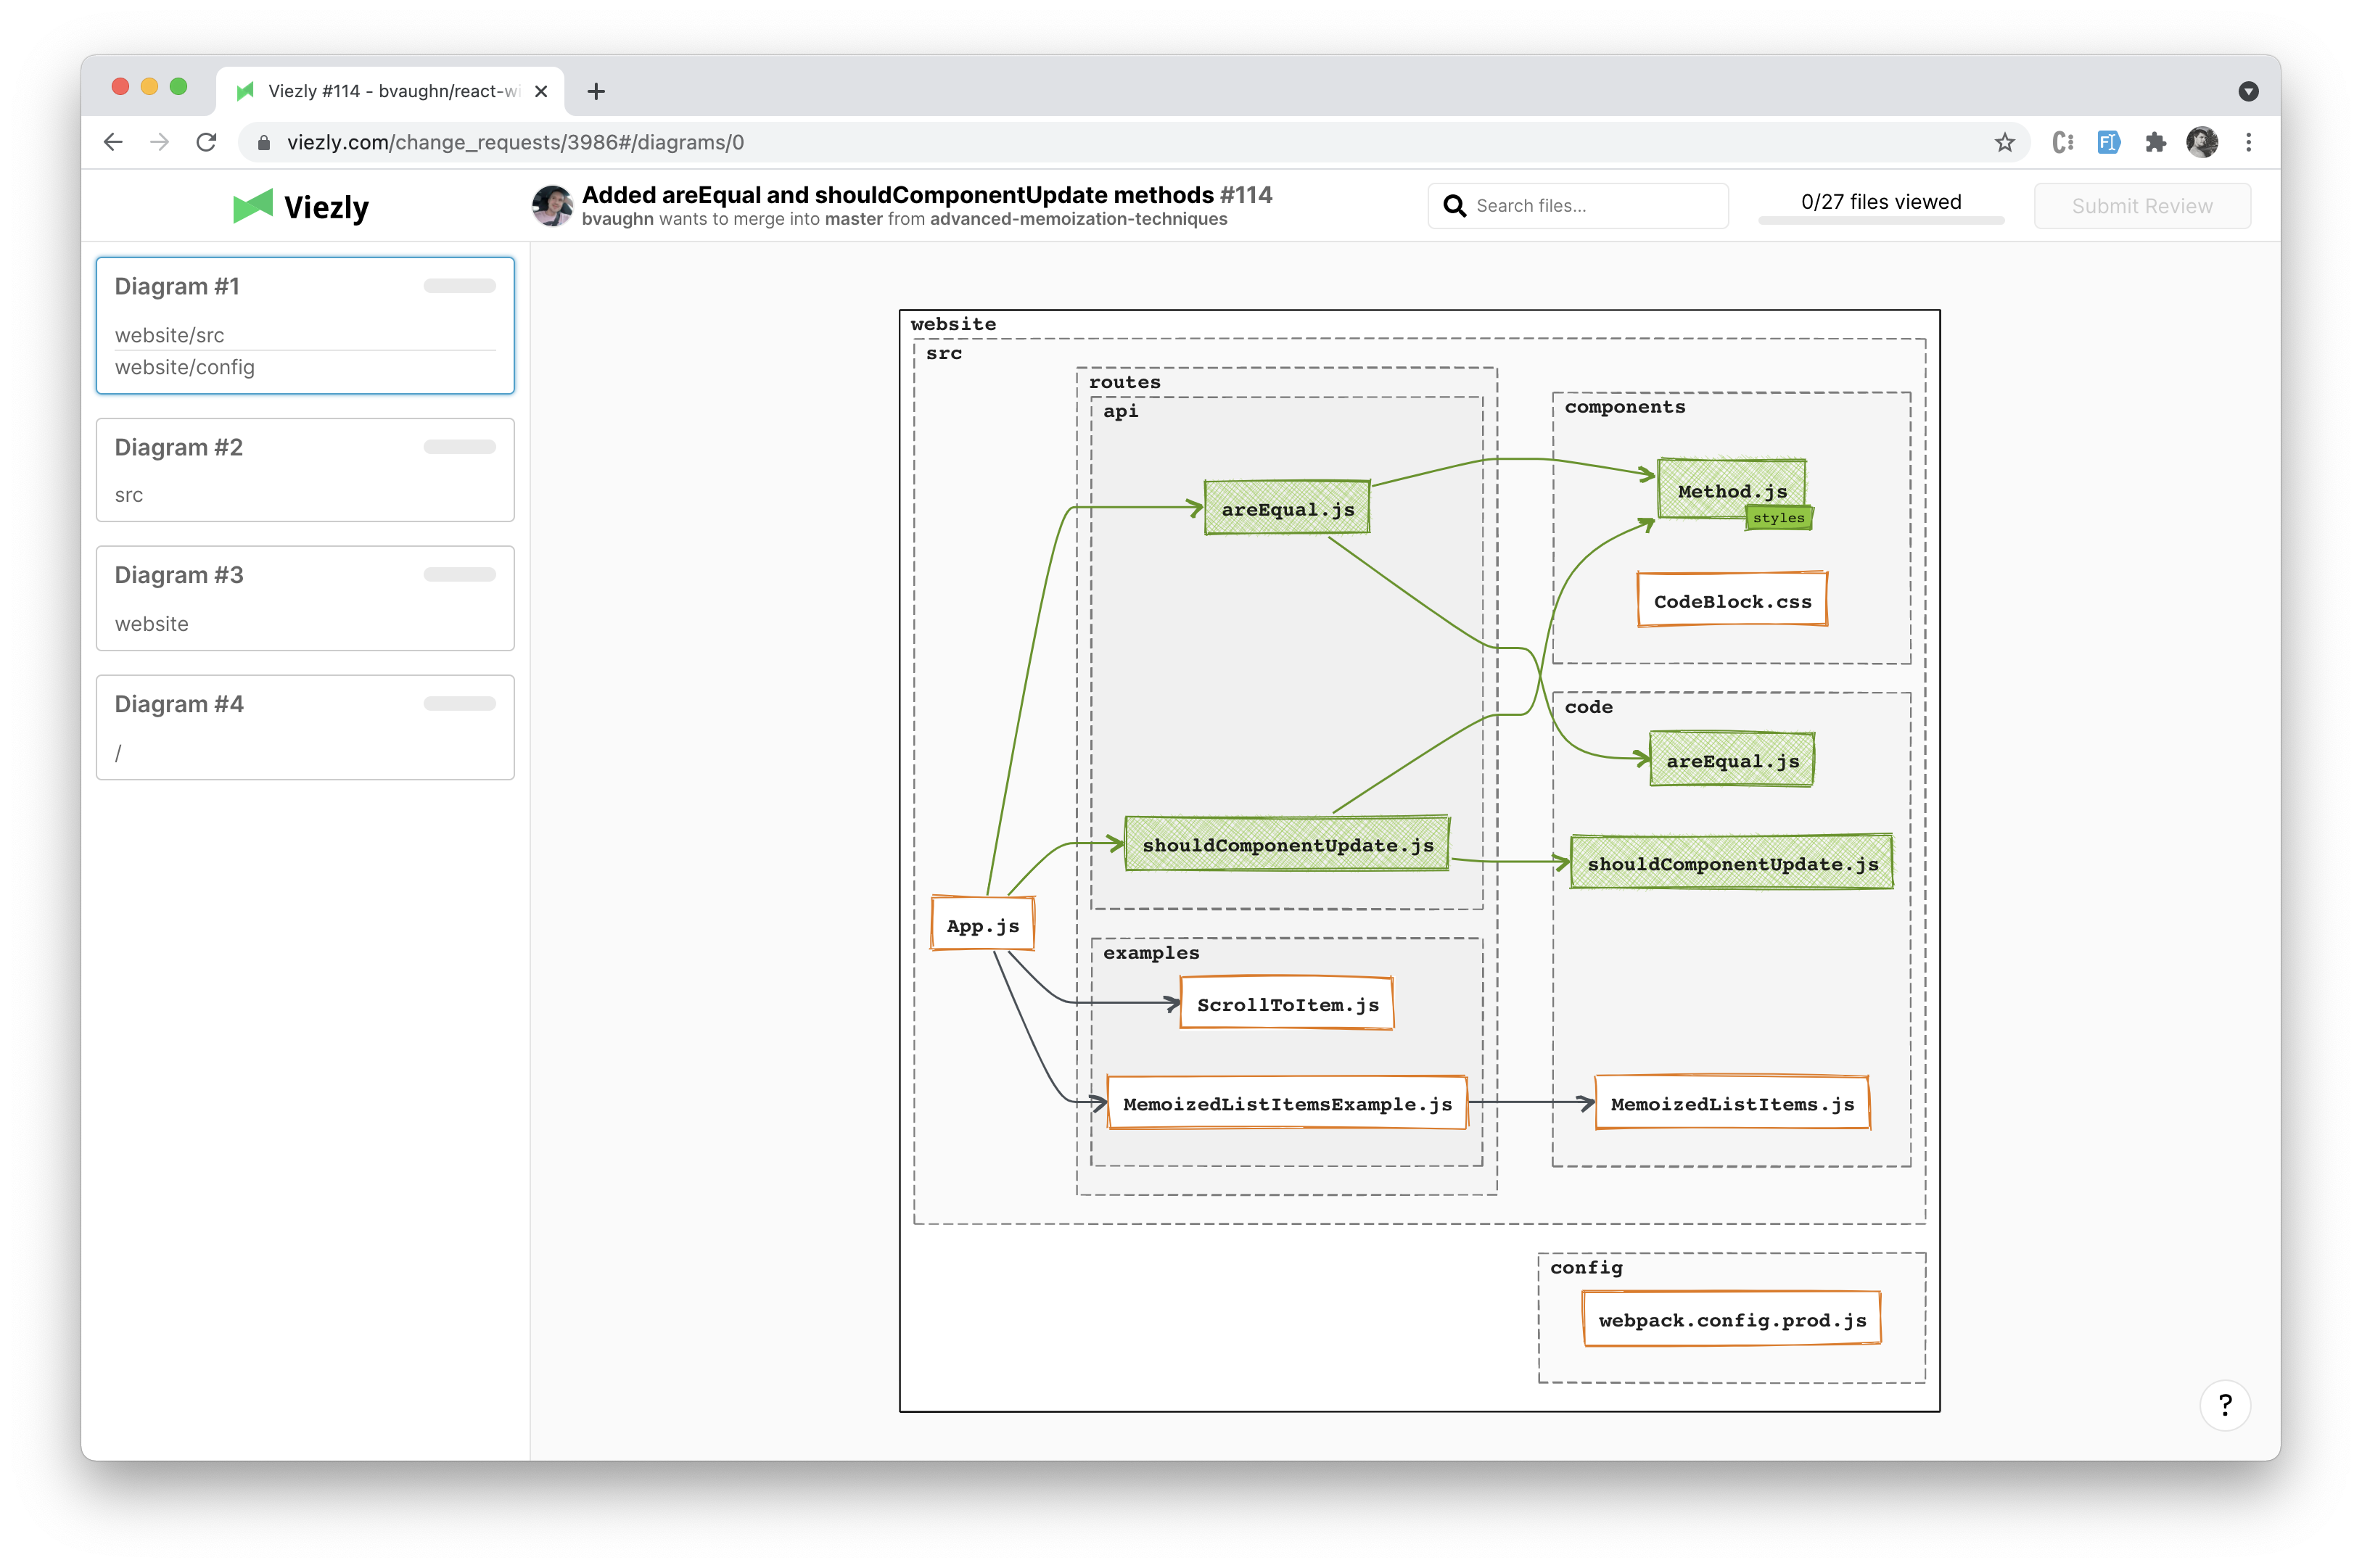 Viezly #114 - bvaughn/react-wi
viezly.com/change_requests/3986#/diagrams/0
Viezly
Added areEqual and shouldComponentUpdate methods #114
bvaughn wants to merge into master from advanced-memoization-techniques
Search files...
0/27 files viewed
Submit Review
Diagram #1
website/src
website/config
Diagram #2
src
Diagram #3
website
Diagram #4
/
website
src
routes
api
components
areEqual.js
Method.js
styles
CodeBlock.css
code
areEqual.js
shouldComponentUpdate.js
shouldComponentUpdate.js
App.js
examples
ScrollToItem.js
MemoizedListItemsExample.js
MemoizedListItems.js
config
webpack.config.prod.js
?